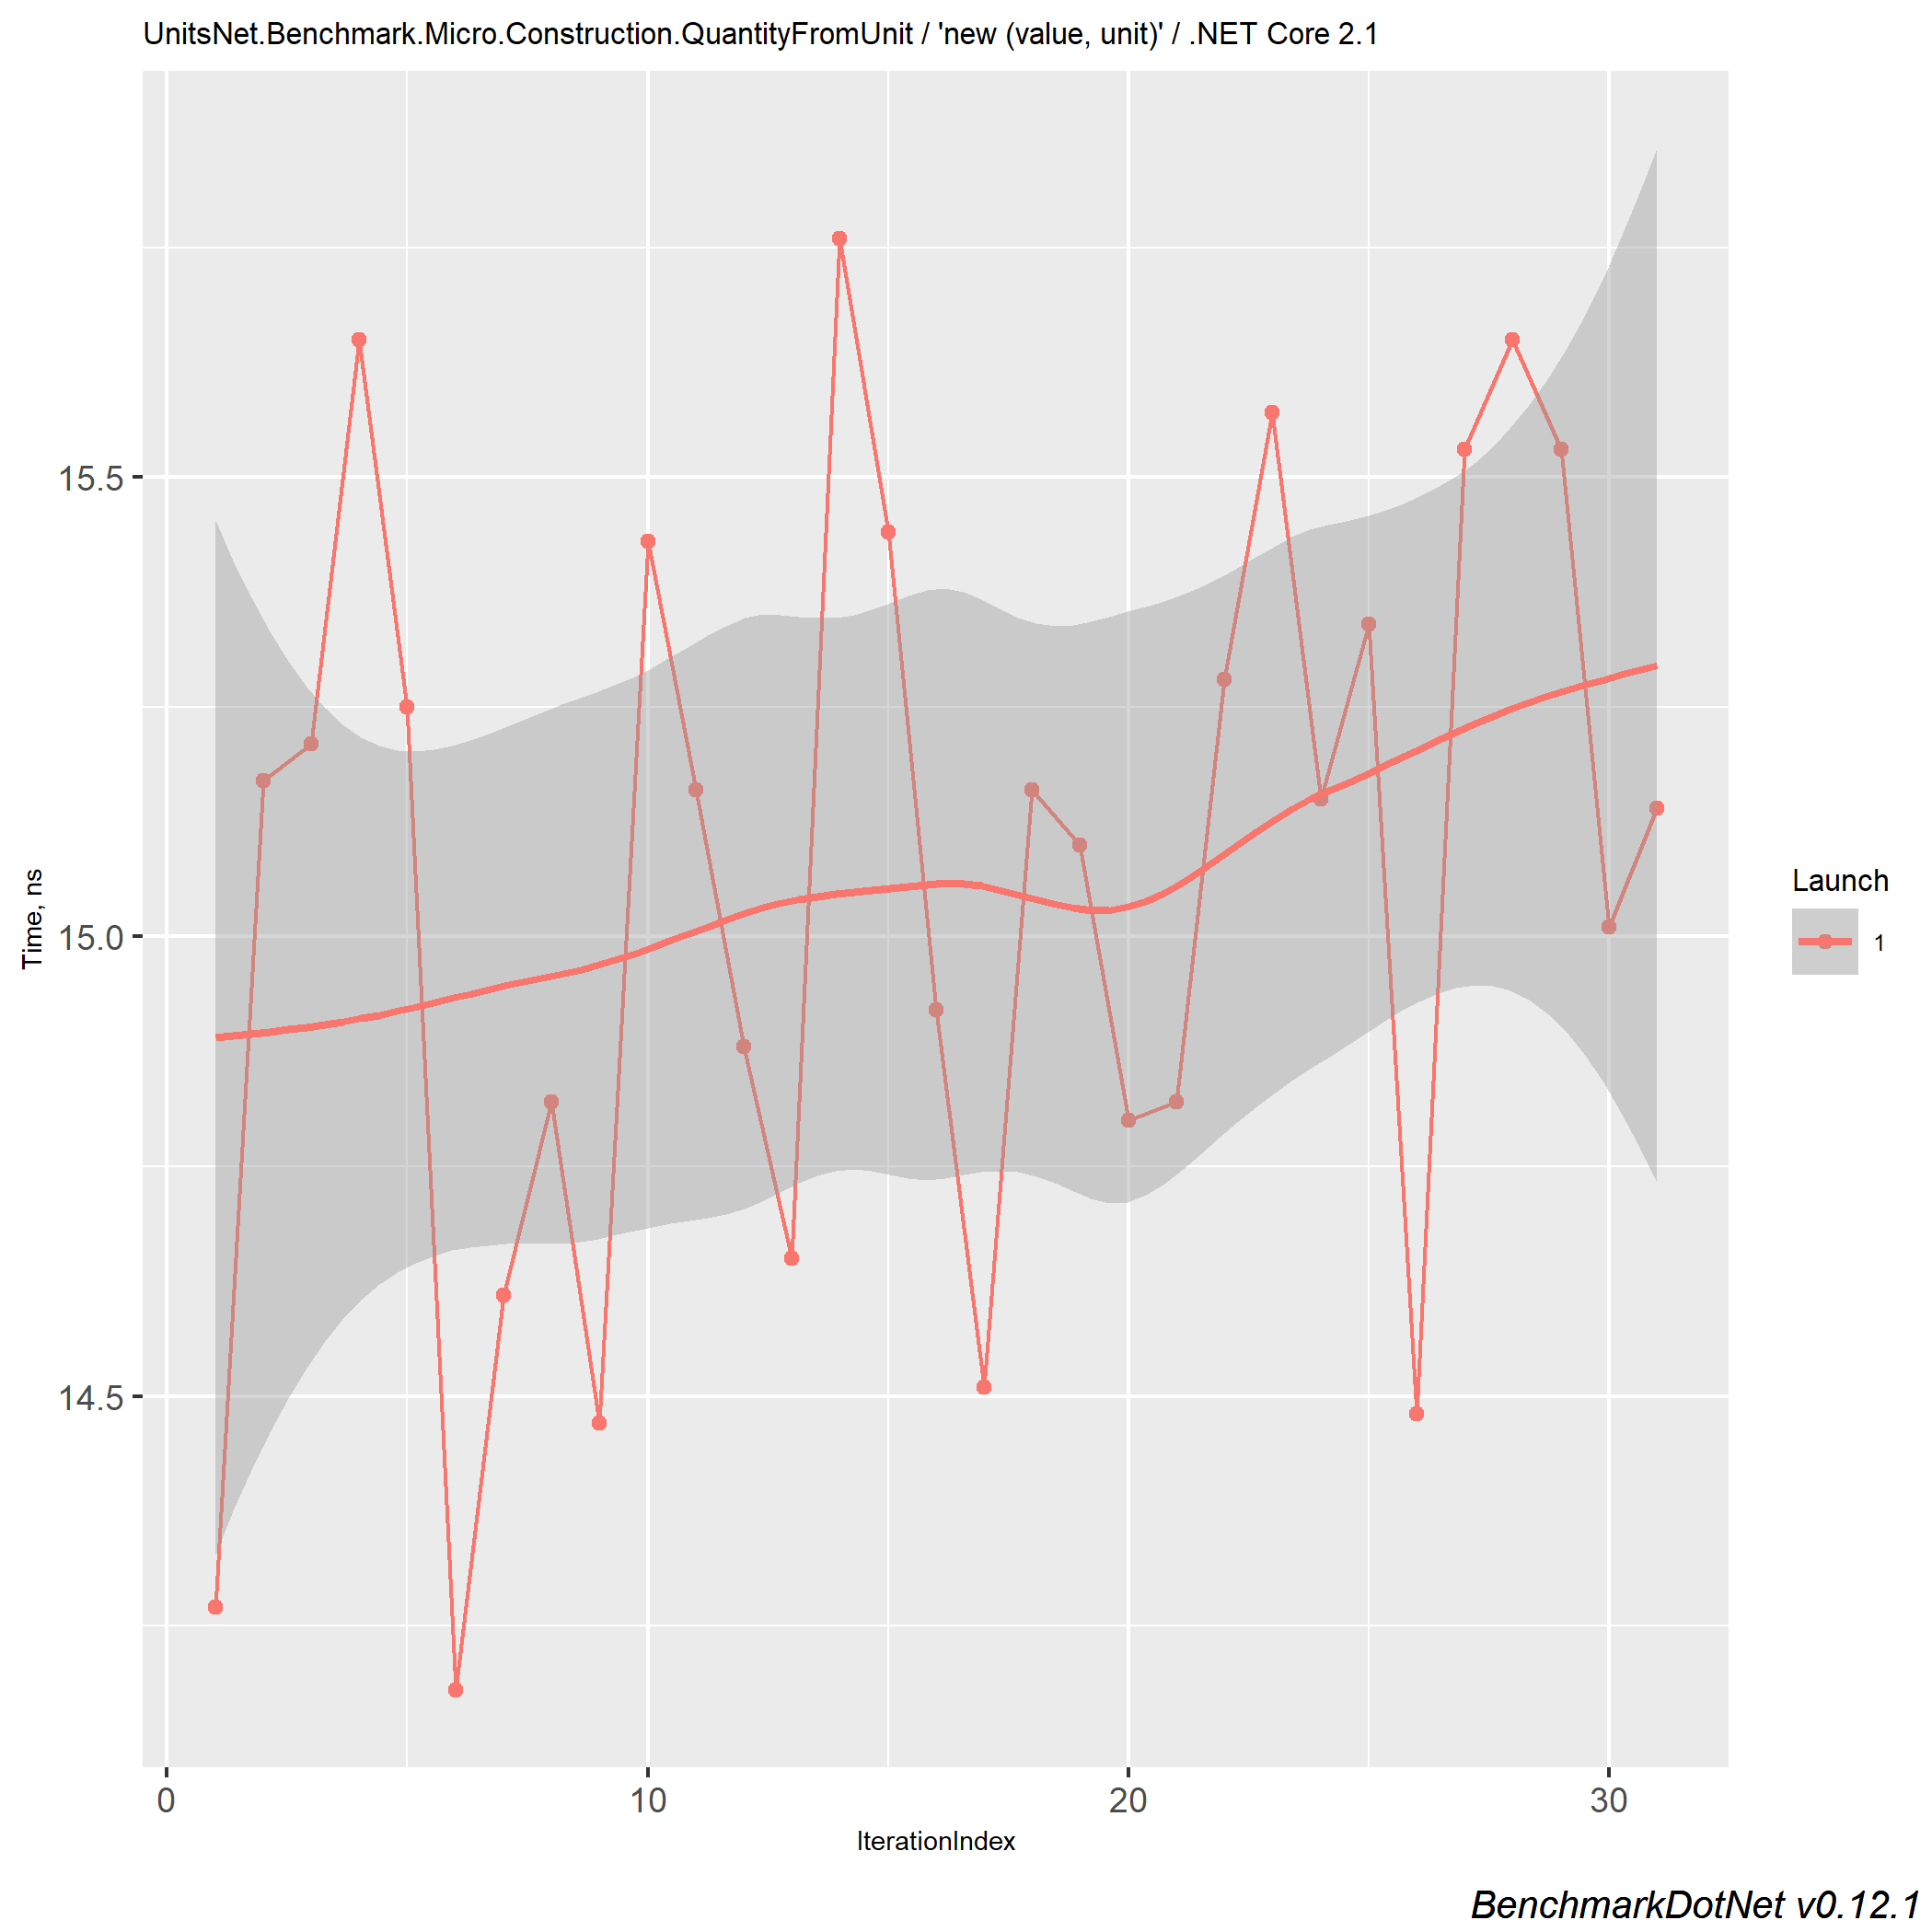 UnitsNet.Benchmark.Micro.Construction.QuantityFromUnit / 'new (value, unit)' / .NET Core 2.1
15.5
15.0
14.5
Time, ns
0 10 20 30
IterationIndex
Launch
1
BenchmarkDotNet v0.12.1